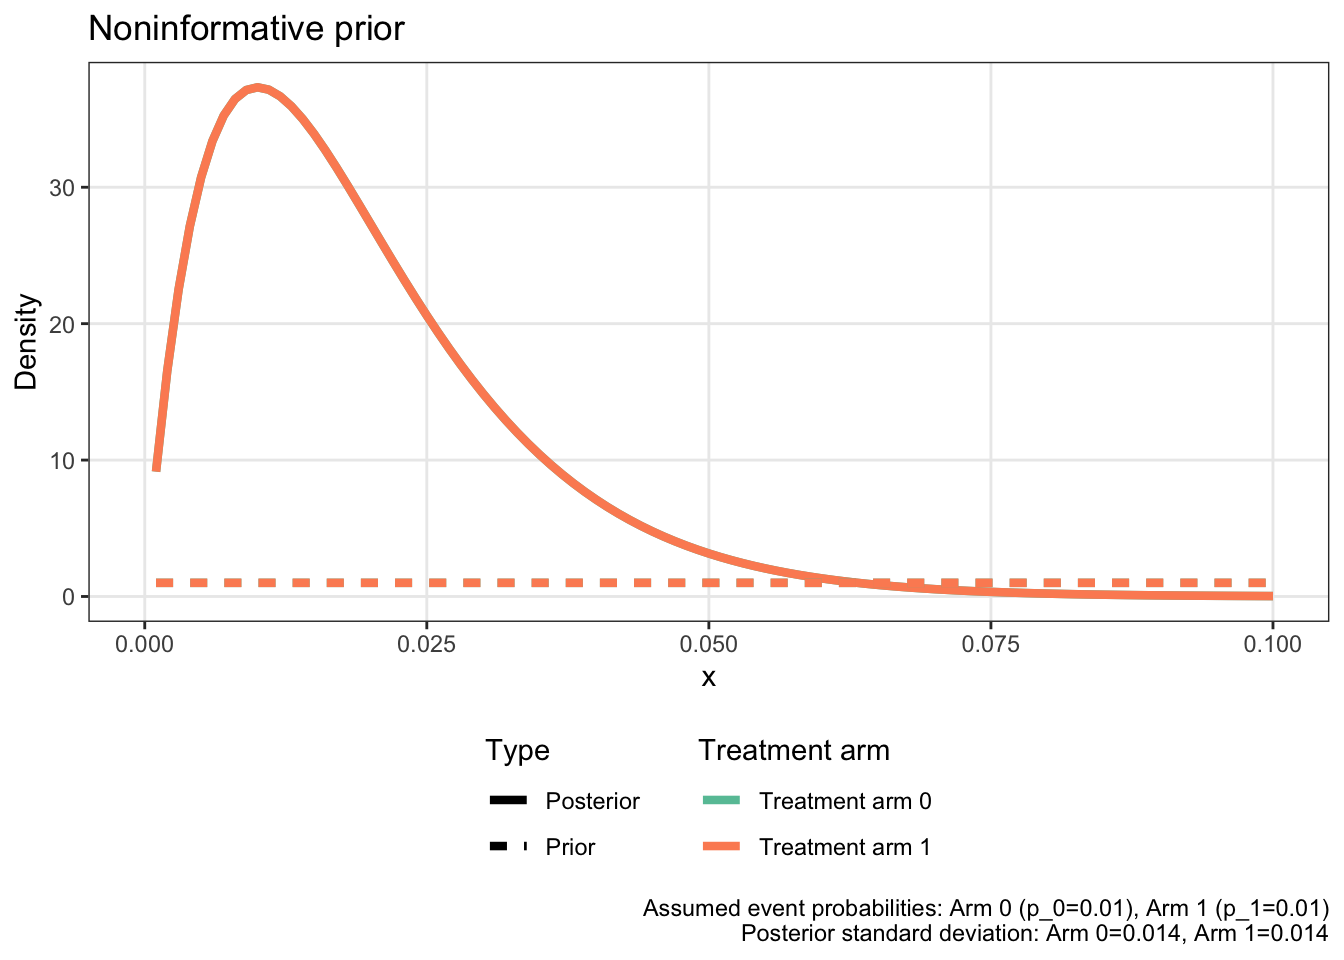 Noninformative prior
30
20
10
0
Density
0.000 0.025 0.050 0.075 0.100
x
Type
Posterior
Prior
Treatment arm
Treatment arm 0
Treatment arm 1
Assumed event probabilities: Arm 0 (p_0=0.01), Arm 1 (p_1=0.01)
Posterior standard deviation: Arm 0=0.014, Arm 1=0.014